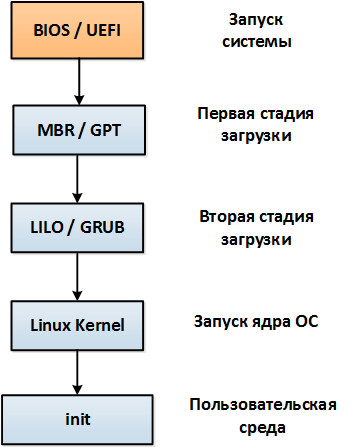 BIOS / UEFI
Запуск
системы
MBR / GPT
Первая стадия
загрузки
LILO / GRUB
Вторая стадия
загрузки
Linux Kernel
Запуск ядра ОС
init
Пользовательская
среда